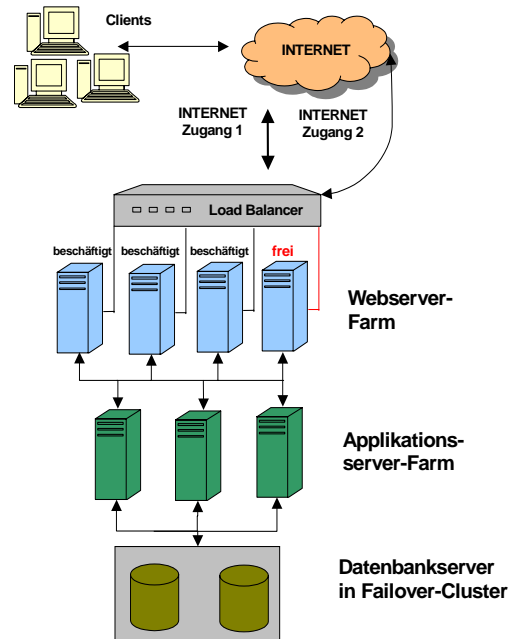 Clients
INTERNET
INTERNET
Zugang 1
INTERNET
Zugang 2
Load Balancer
beschäftigt
beschäftigt
beschäftigt
frei
Webserver-
Farm
Applikations-
server-Farm
Datenbankserver
in Failover-Cluster